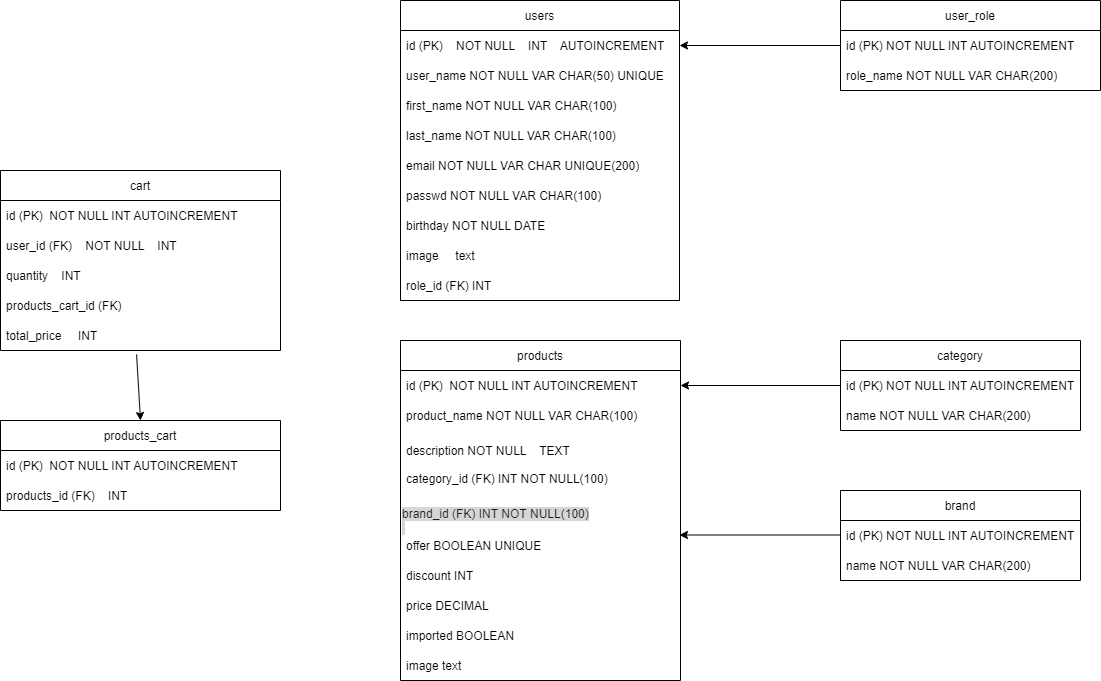 users
id (PK)    NOT NULL    INT    AUTOINCREMENT
user_name NOT NULL VAR CHAR(50) UNIQUE
first_name NOT NULL VAR CHAR(100)
last_name NOT NULL VAR CHAR(100)
email NOT NULL VAR CHAR UNIQUE(200)
passwd NOT NULL VAR CHAR(100)
birthday NOT NULL DATE
image     text
role_id (FK) INT
user_role
id (PK) NOT NULL INT AUTOINCREMENT
role_name NOT NULL VAR CHAR(200)
cart
id (PK)  NOT NULL INT AUTOINCREMENT
user_id (FK)    NOT NULL    INT
quantity    INT
products_cart_id (FK)
total_price     INT
products_cart
id (PK)  NOT NULL INT AUTOINCREMENT
products_id (FK)    INT
products
id (PK)  NOT NULL INT AUTOINCREMENT
product_name NOT NULL VAR CHAR(100)
description NOT NULL    TEXT
category_id (FK) INT NOT NULL(100)
brand_id (FK) INT NOT NULL(100)
offer BOOLEAN UNIQUE
discount INT
price DECIMAL
imported BOOLEAN
image text
category
id (PK) NOT NULL INT AUTOINCREMENT
name NOT NULL VAR CHAR(200)
brand
id (PK) NOT NULL INT AUTOINCREMENT
name NOT NULL VAR CHAR(200)